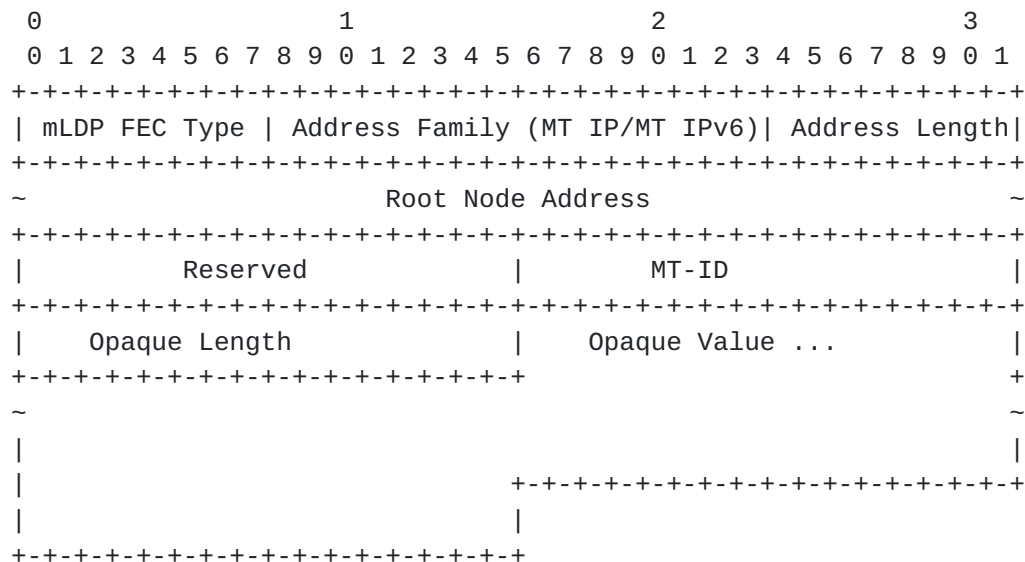 0                   1                   2                   3
 0 1 2 3 4 5 6 7 8 9 0 1 2 3 4 5 6 7 8 9 0 1 2 3 4 5 6 7 8 9 0 1
+-+-+-+-+-+-+-+-+-+-+-+-+-+-+-+-+-+-+-+-+-+-+-+-+-+-+-+-+-+-+-+-+
| mLDP FEC Type | Address Family (MT IP/MT IPv6)| Address Length|
+-+-+-+-+-+-+-+-+-+-+-+-+-+-+-+-+-+-+-+-+-+-+-+-+-+-+-+-+-+-+-+-+
~                       Root Node Address                       ~
+-+-+-+-+-+-+-+-+-+-+-+-+-+-+-+-+-+-+-+-+-+-+-+-+-+-+-+-+-+-+-+-+
|          Reserved             |        MT-ID                  |
+-+-+-+-+-+-+-+-+-+-+-+-+-+-+-+-+-+-+-+-+-+-+-+-+-+-+-+-+-+-+-+-+
|    Opaque Length              |    Opaque Value ...           |
+-+-+-+-+-+-+-+-+-+-+-+-+-+-+-+-+                               +
~                                                               ~
|                                                               |
|                               +-+-+-+-+-+-+-+-+-+-+-+-+-+-+-+-+
|                               |
+-+-+-+-+-+-+-+-+-+-+-+-+-+-+-+-+